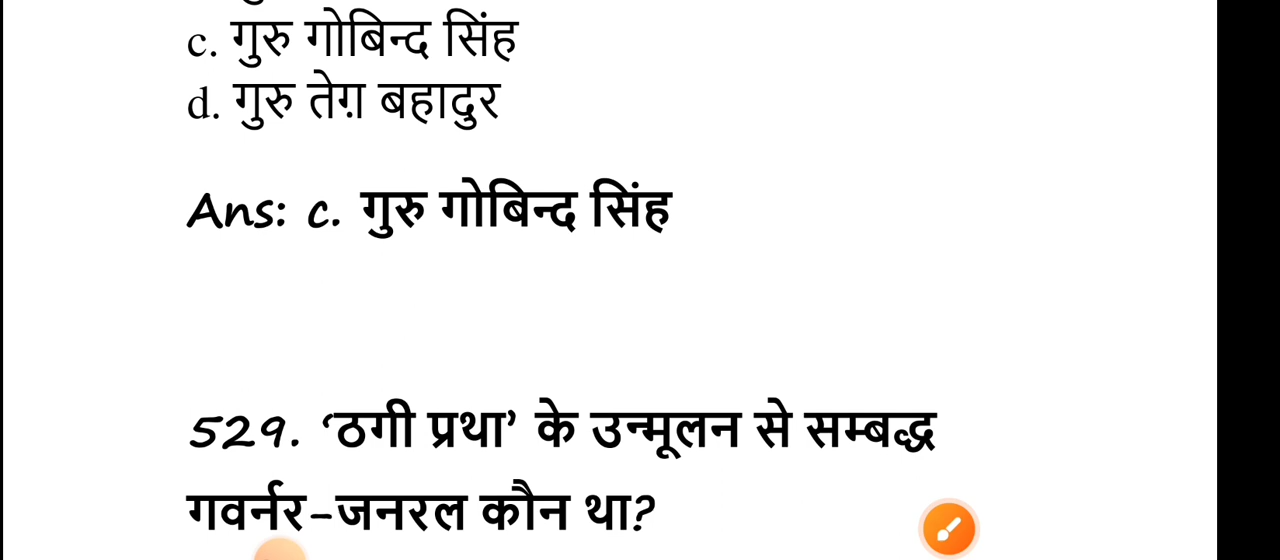 c. गुरु गोबिन्द सिंह
d. गुरु तेग़ बहादुर
Ans: c. गुरु गोबिन्द सिंह
529. ‘ठगी प्रथा’ के उन्मूलन से सम्बद्ध
गवर्नर-जनरल कौन था?